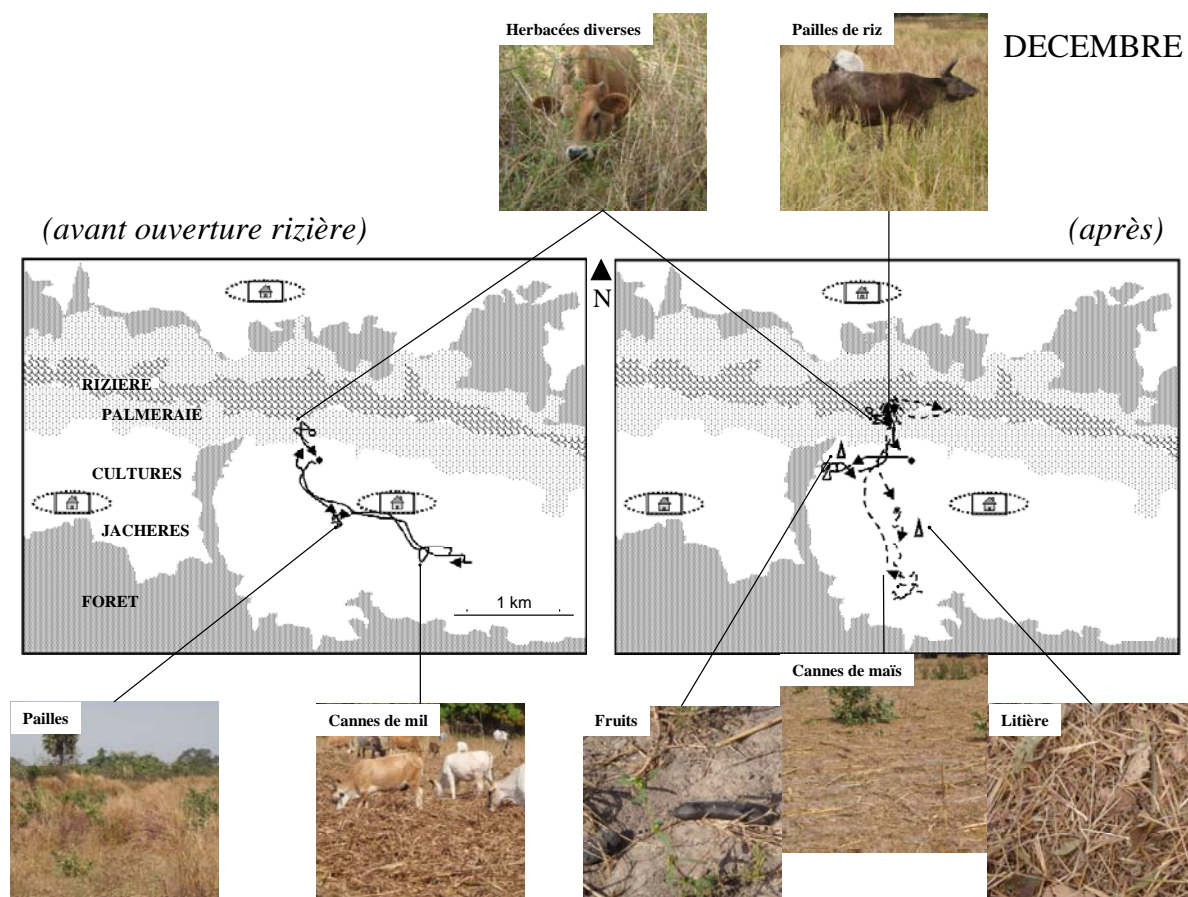 Herbacées diverses
Pailles de riz
DECEMBRE
(avant ouverture rizière)
(après)
N
RIZIERE
PALMERAIE
CULTURES
JACHERES
FORET
1 km
Pailles
Cannes de mil
Fruits
Cannes de maïs
Litière